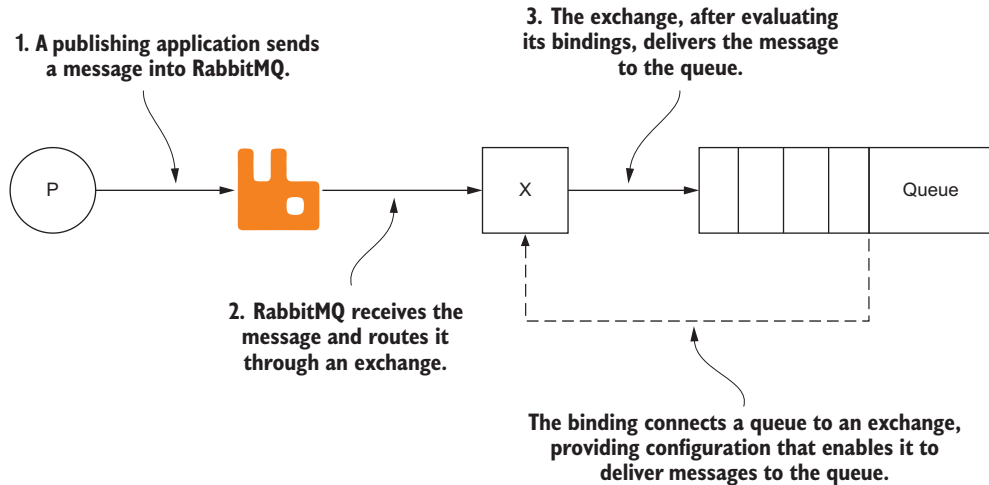 1. A publishing application sends
a message into RabbitMQ.
3. The exchange, after evaluating
its bindings, delivers the message
to the queue.
P
X
Queue
2. RabbitMQ receives the
message and routes it
through an exchange.
The binding connects a queue to an exchange,
providing configuration that enables it to
deliver messages to the queue.